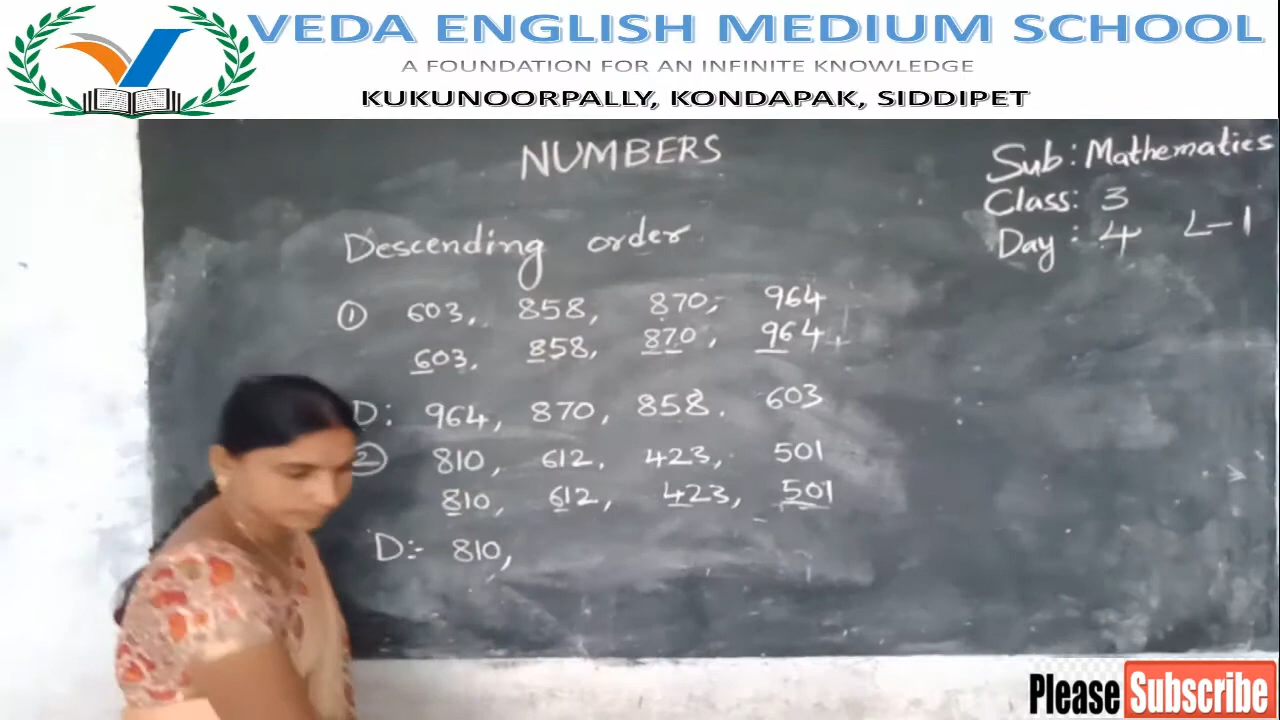 VEDA ENGLISH MEDIUM SCHOOL
A FOUNDATION FOR AN INFINITE KNOWLEDGE
KUKUNOORPALLY, KONDAPAK, SIDDIPET
NUMBERS
Sub: Mathematics
Class: 3
Day: 4 L-1
Descending order
① 603, 858, 870, 964
603, 858, 870, 964.
D: 964, 870, 858. 603
② 810, 612. 423, 501
810, 612, 423, 501
D:- 810,
Please Subscribe